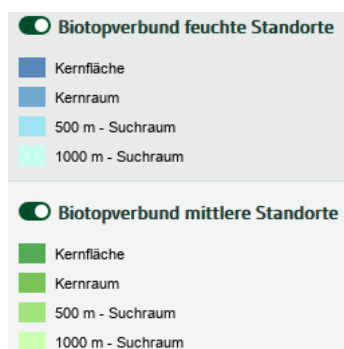 Biotopverbund feuchte Standorte
Kernfläche
Kernraum
500 m - Suchraum
1000 m - Suchraum
Biotopverbund mittlere Standorte
Kernfläche
Kernraum
500 m - Suchraum
1000 m - Suchraum